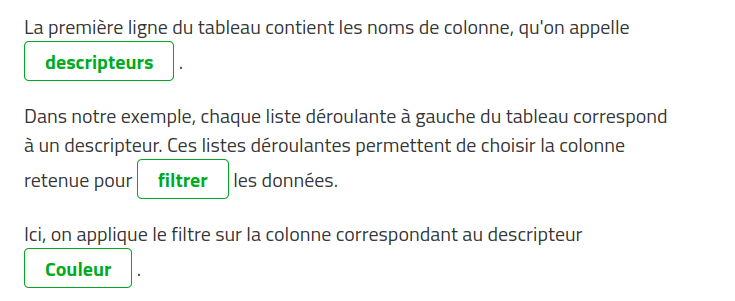 La première ligne du tableau contient les noms de colonne, qu'on appelle
descripteurs .
Dans notre exemple, chaque liste déroulante à gauche du tableau correspond
à un descripteur. Ces listes déroulantes permettent de choisir la colonne
retenue pour filtrer les données.
Ici, on applique le filtre sur la colonne correspondant au descripteur
Couleur .